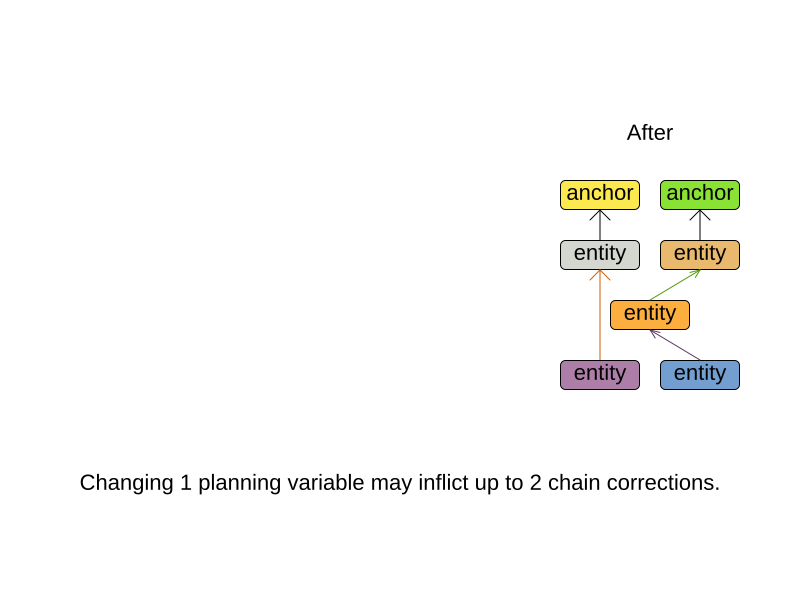 After
anchor anchor
entity entity
entity
entity entity
Changing 1 planning variable may inflict up to 2 chain corrections.